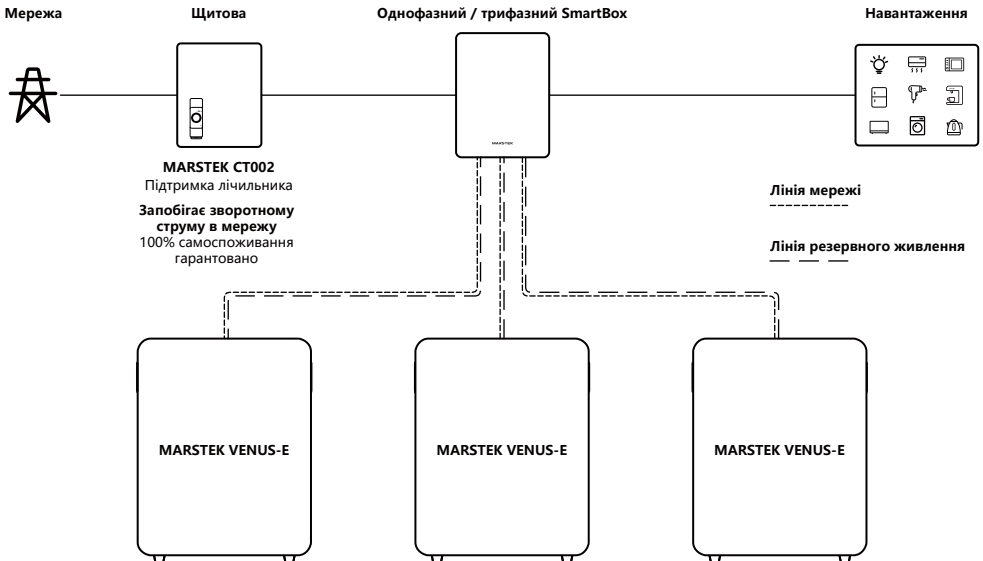 Мережа
Щитова
Однофазний / трифазний SmartBox
Навантаження
MARSTEK
MARSTEK CT002
Підтримка лічильника
Запобігає зворотному
струму в мережу
100% самоспоживання
гарантовано
Лінія мережі
Лінія резервного живлення
MARSTEK VENUS-E
MARSTEK VENUS-E
MARSTEK VENUS-E